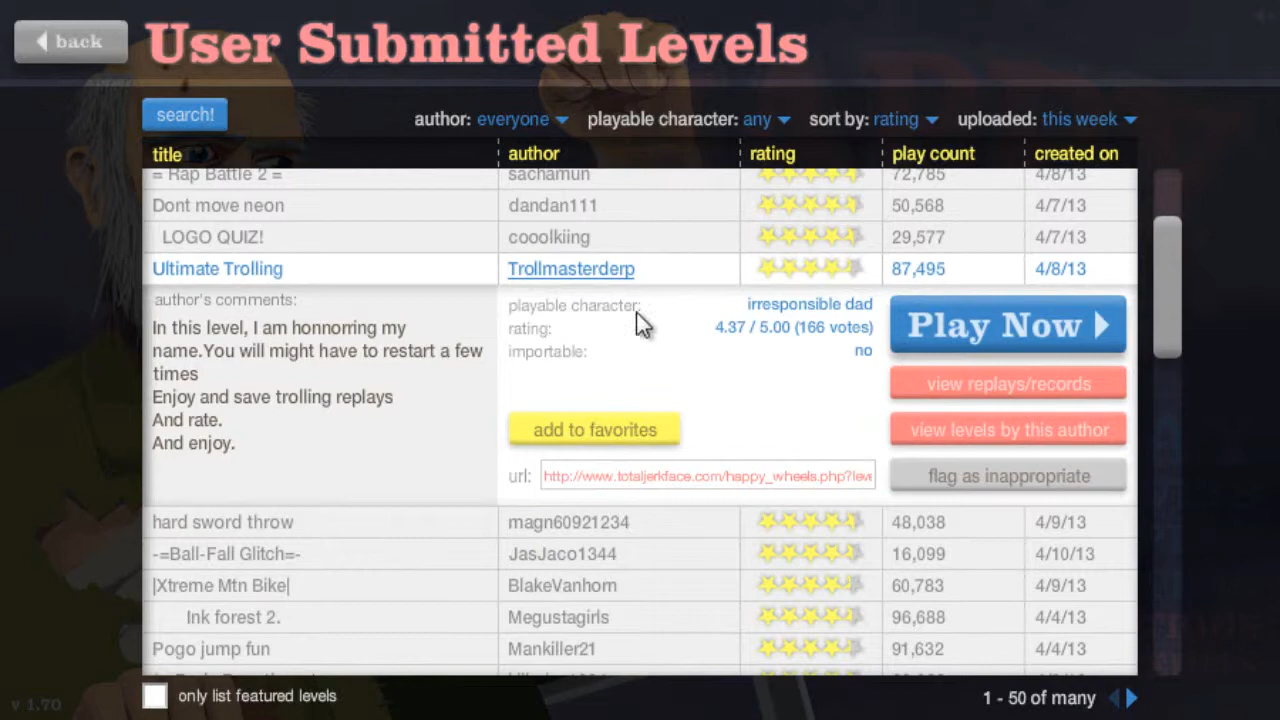 back
User Submitted Levels
search!
author: everyone playable character: any sort by: rating uploaded: this week
title author rating play count created on
= Rap Battle 2 = sachamun 72,785 4/8/13
Dont move neon dandan111 50,568 4/7/13
LOGO QUIZ! cooolkiing 29,577 4/7/13
Ultimate Trolling Trollmasterderp 87,495 4/8/13
author's comments:
In this level, I am honnorring my
name.You will might have to restart a few
times
Enjoy and save trolling replays
And rate.
And enjoy.
playable character: irresponsible dad
rating: 4.37 / 5.00 (166 votes)
importable: no
add to favorites
url: http://www.totaljerkface.com/happy_wheels.php?leve
Play Now
view replays/records
view levels by this author
flag as inappropriate
hard sword throw magn60921234 48,038 4/9/13
-=Ball-Fall Glitch=- JasJaco1344 16,099 4/10/13
|Xtreme Mtn Bike| BlakeVanhorn 60,783 4/9/13
Ink forest 2. Megustagirls 96,688 4/4/13
Pogo jump fun Mankiller21 91,632 4/4/13
only list featured levels
1 - 50 of many
v 1.70